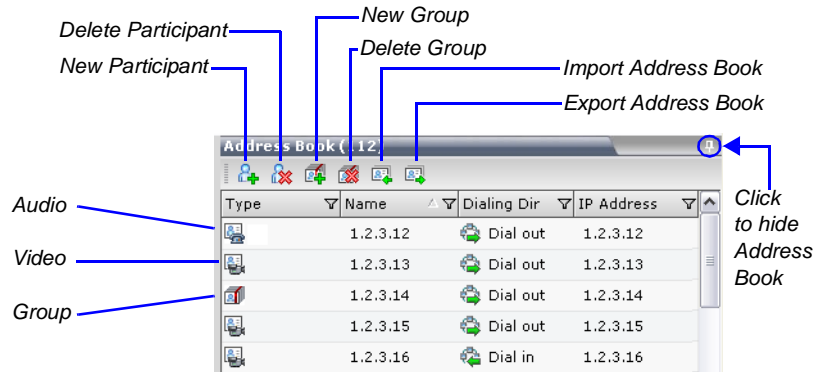 New Group
Delete Participant
Delete Group
New Participant
Import Address Book
Export Address Book
Address Book (112)
Type Name Dialing Dir IP Address
Click
to hide
Address
Book
Audio
1.2.3.12 Dial out 1.2.3.12
Video
1.2.3.13 Dial out 1.2.3.13
Group
1.2.3.14 Dial out 1.2.3.14
1.2.3.15 Dial out 1.2.3.15
1.2.3.16 Dial in 1.2.3.16